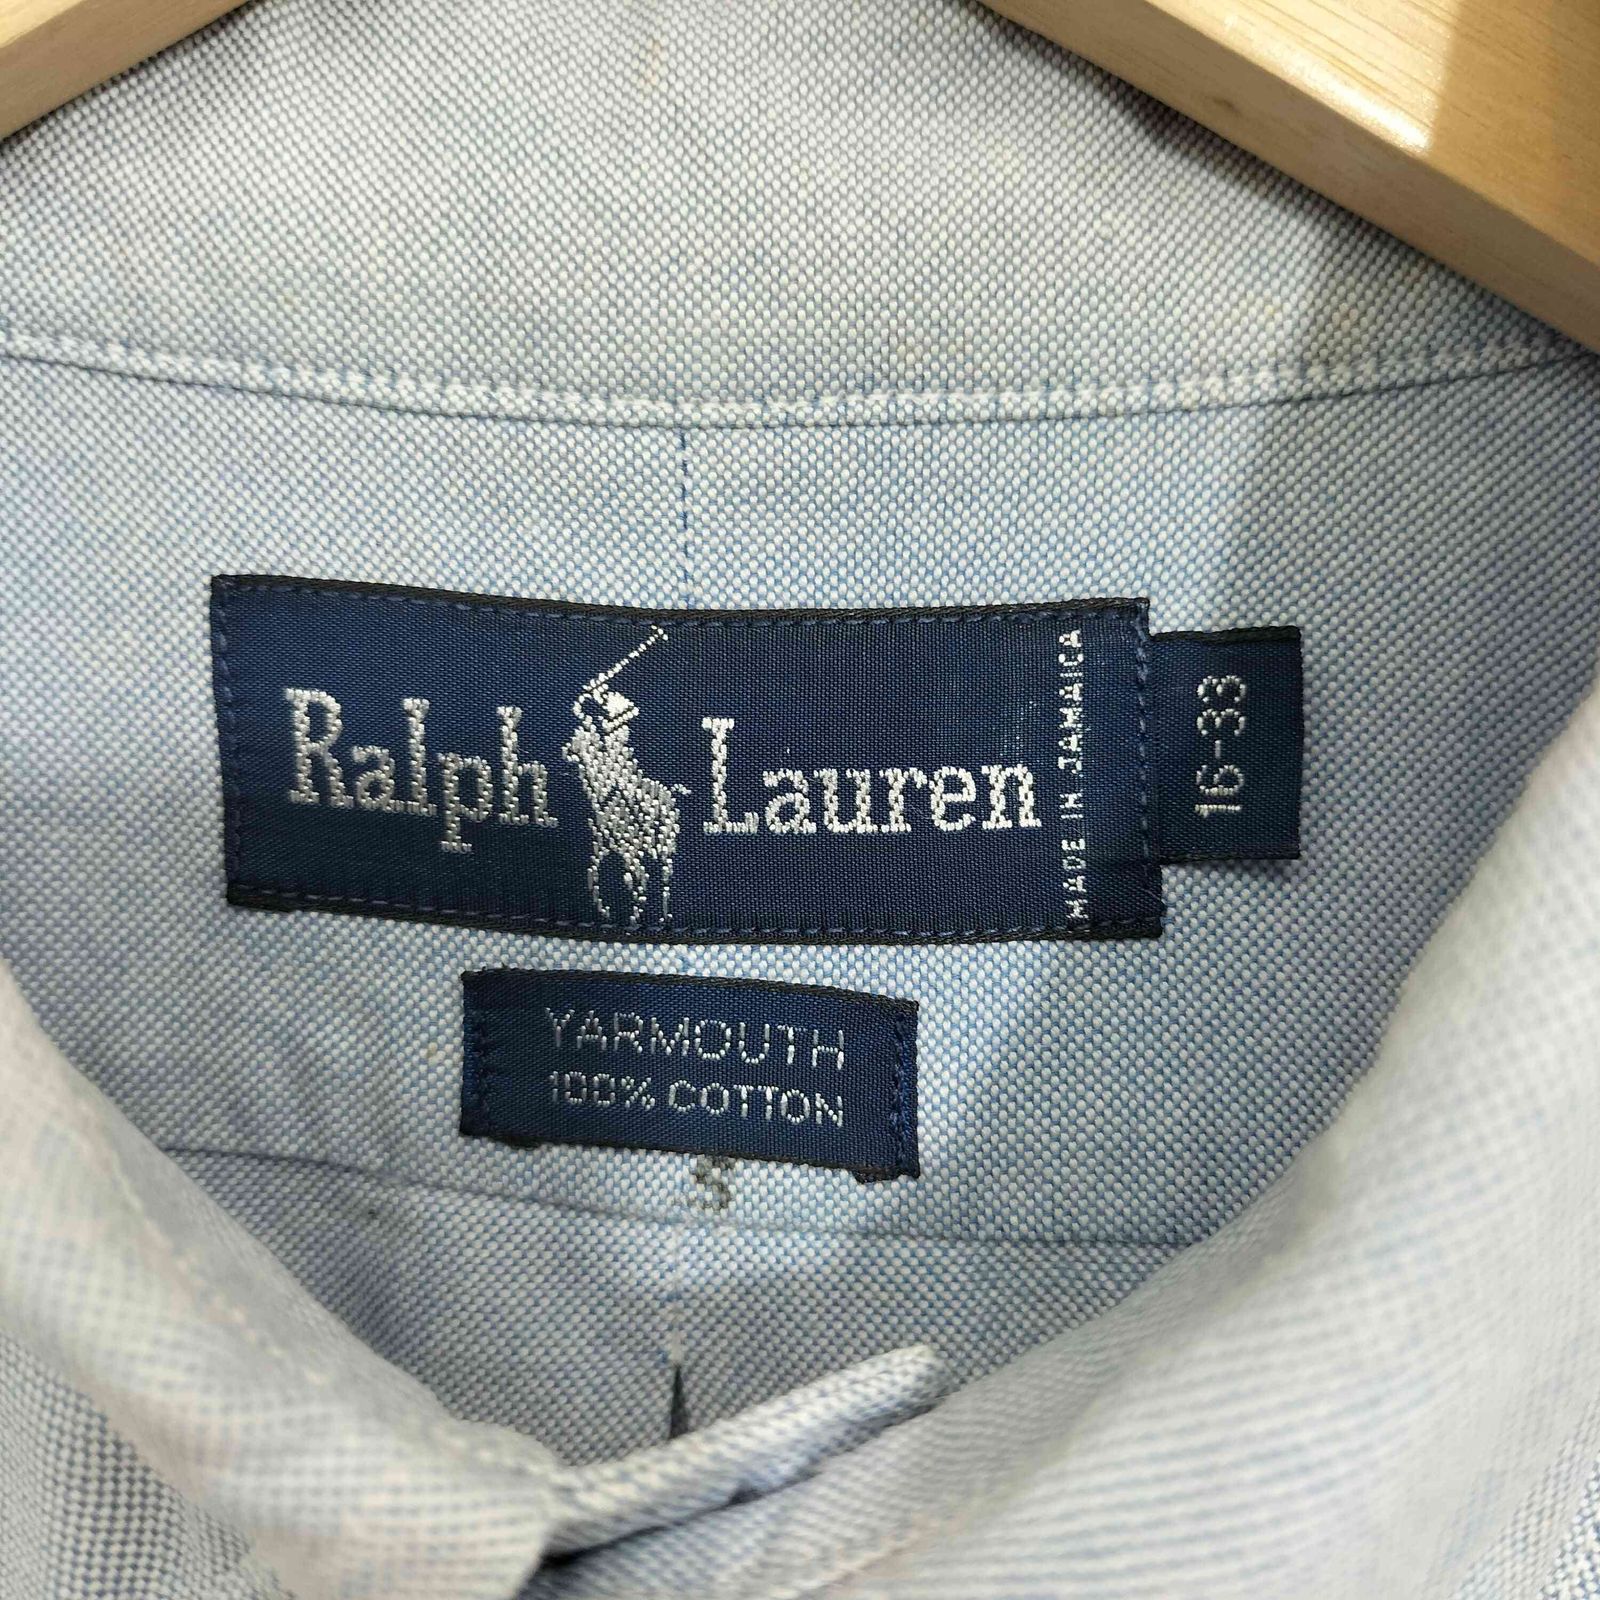 Ralph Lauren
MADE IN JAMAICA
16-33
YARMOUTH
100% COTTON